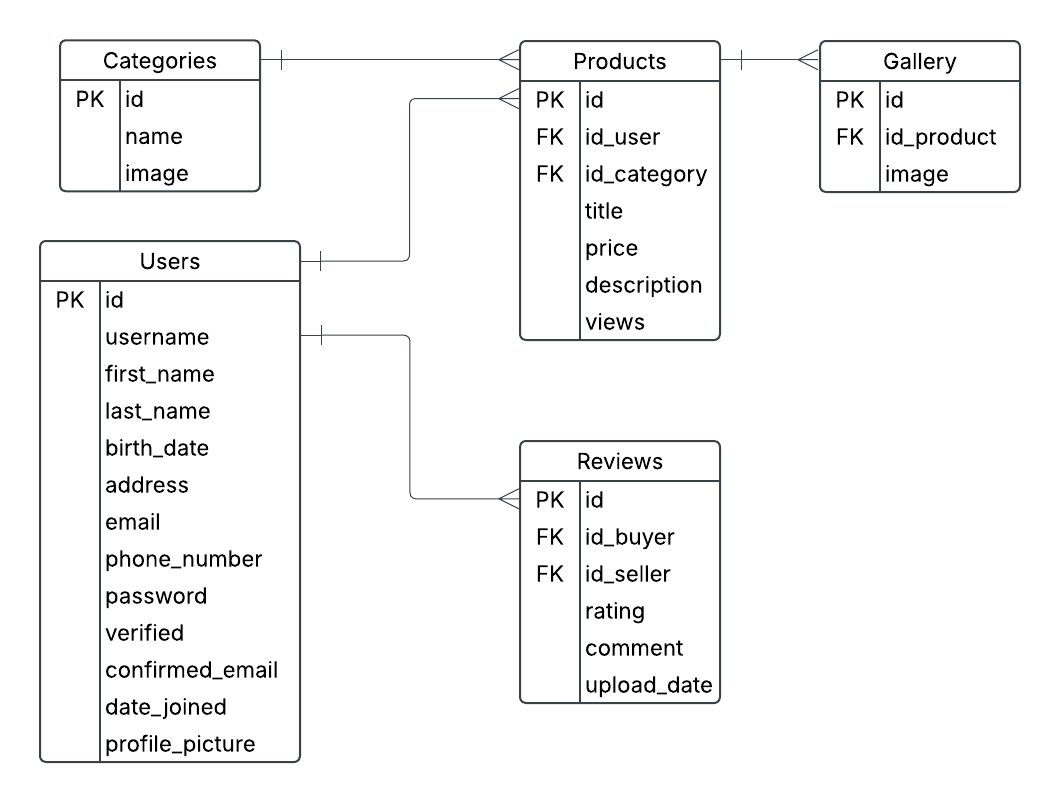 Categories
PK id
name
image
Products
PK id
FK id_user
FK id_category
title
price
description
views
Gallery
PK id
FK id_product
image
Users
PK id
username
first_name
last_name
birth_date
address
email
phone_number
password
verified
confirmed_email
date_joined
profile_picture
Reviews
PK id
FK id_buyer
FK id_seller
rating
comment
upload_date